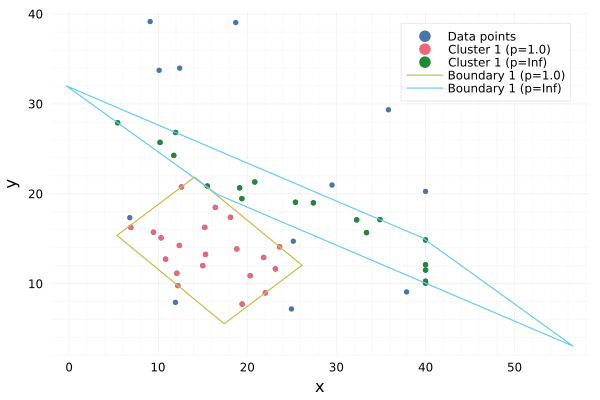 40
30
20
10
y
0
10
20
30
40
50
x
Data points
Cluster 1 (p=1.0)
Cluster 1 (p=Inf)
Boundary 1 (p=1.0)
Boundary 1 (p=Inf)